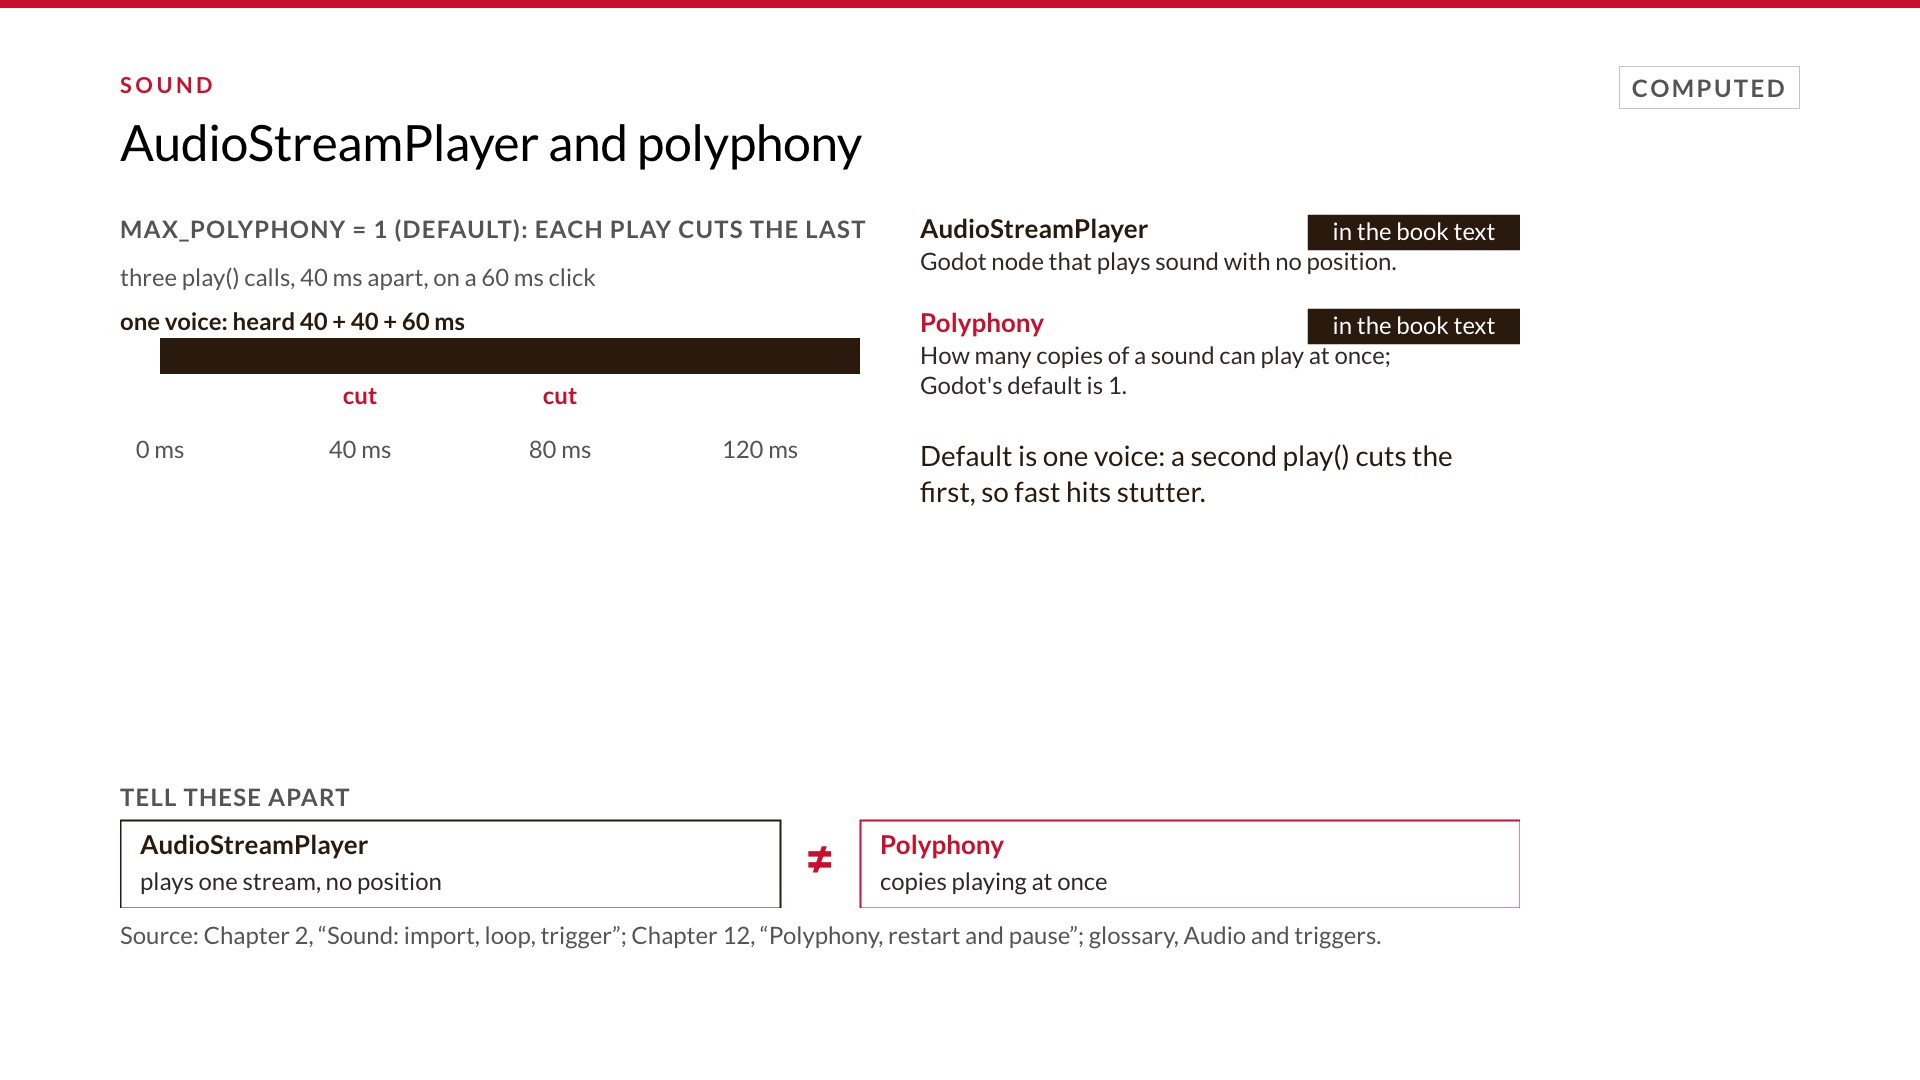 SOUND
COMPUTED
AudioStreamPlayer and polyphony
MAX_POLYPHONY = 1 (DEFAULT): EACH PLAY CUTS THE LAST
three play() calls, 40 ms apart, on a 60 ms click
one voice: heard 40 + 40 + 60 ms
cut cut
0 ms 40 ms 80 ms 120 ms
AudioStreamPlayer in the book text
Godot node that plays sound with no position.
Polyphony in the book text
How many copies of a sound can play at once;
Godot's default is 1.
Default is one voice: a second play() cuts the
first, so fast hits stutter.
TELL THESE APART
AudioStreamPlayer
plays one stream, no position
≠
Polyphony
copies playing at once
Source: Chapter 2, “Sound: import, loop, trigger”; Chapter 12, “Polyphony, restart and pause”; glossary, Audio and triggers.